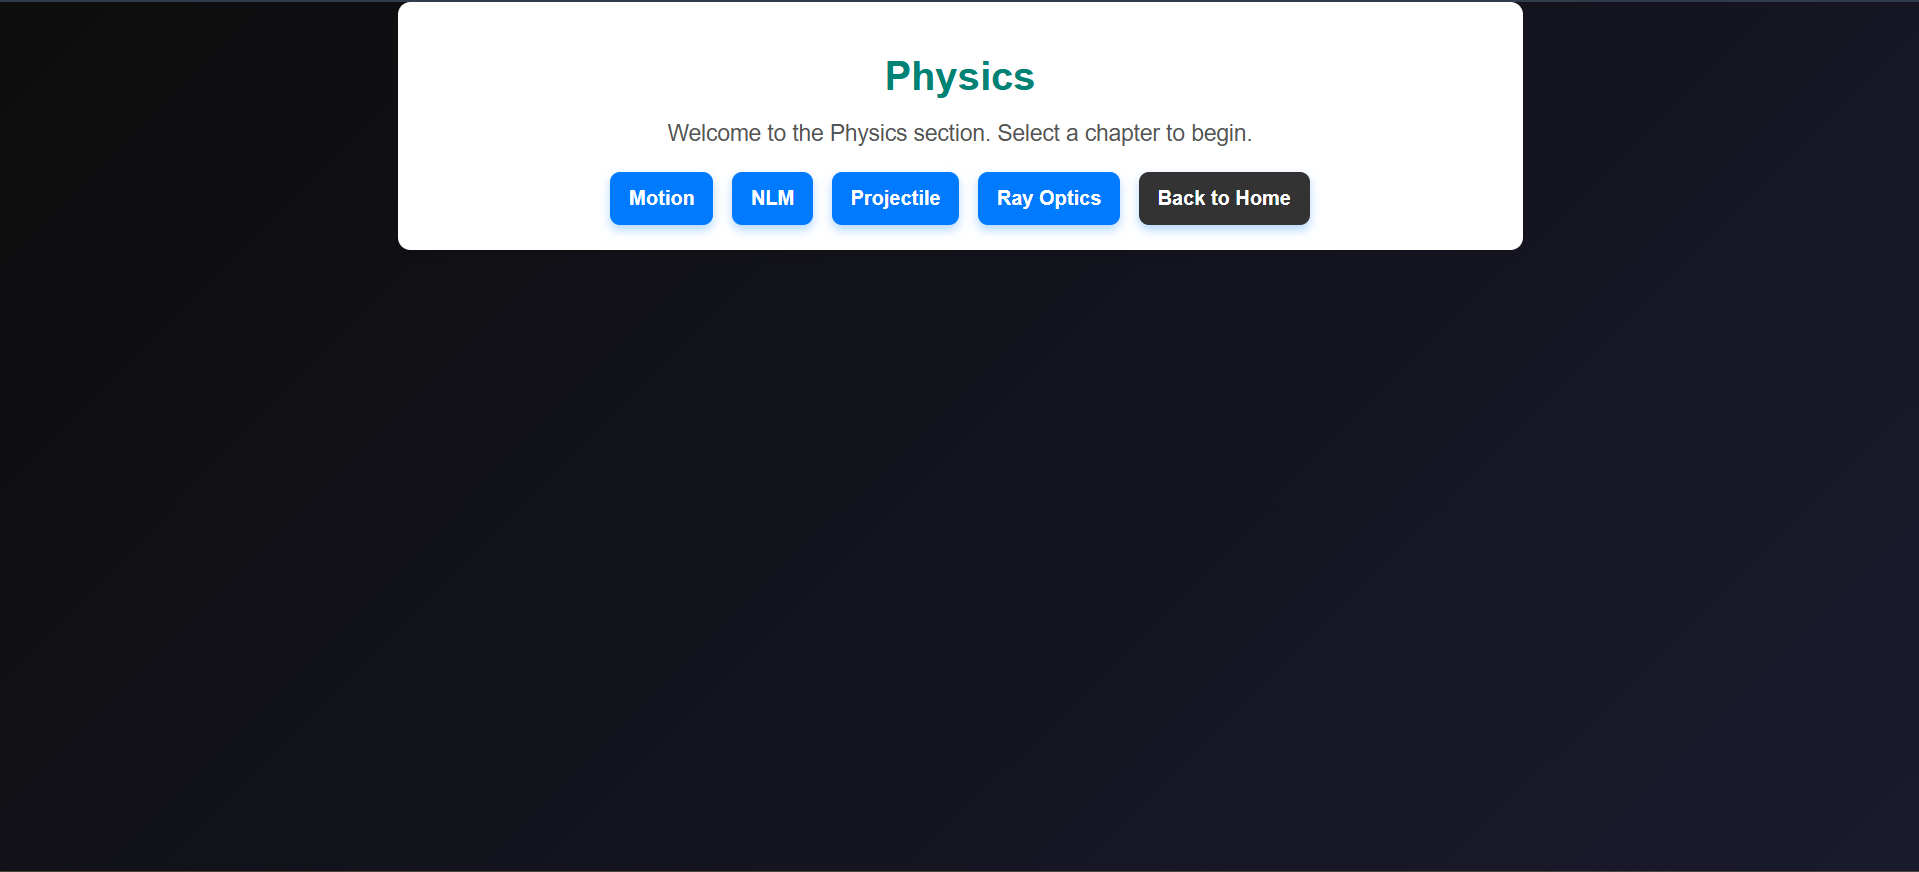 Physics
Welcome to the Physics section. Select a chapter to begin.
Motion NLM Projectile Ray Optics Back to Home